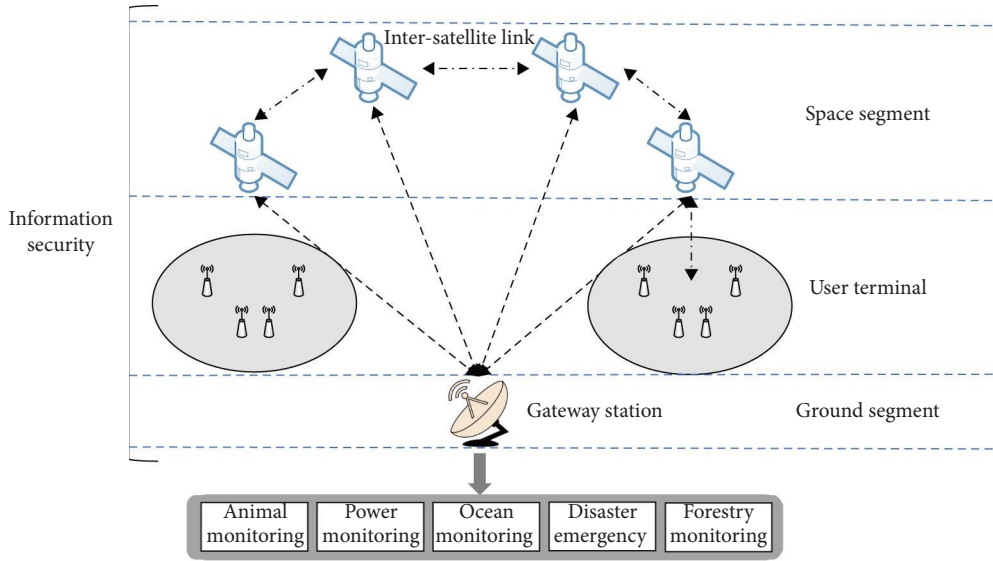 Inter-satellite link
Space segment
Information
security
User terminal
Gateway station
Ground segment
Animal
monitoring
Power
monitoring
Ocean
monitoring
Disaster
emergency
Forestry
monitoring